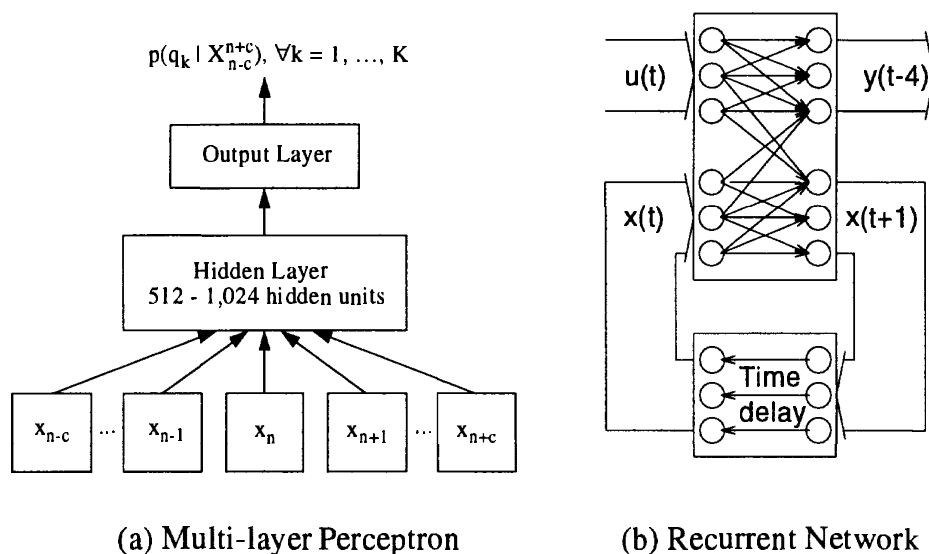 p(q_k | X_{n-c}^{n+c}), ∀k = 1, ..., K
Output Layer
Hidden Layer
512 - 1,024 hidden units
x_{n-c} ... x_{n-1} x_n x_{n+1} ... x_{n+c}
(a) Multi-layer Perceptron
u(t) y(t-4)
x(t) x(t+1)
Time
delay
(b) Recurrent Network